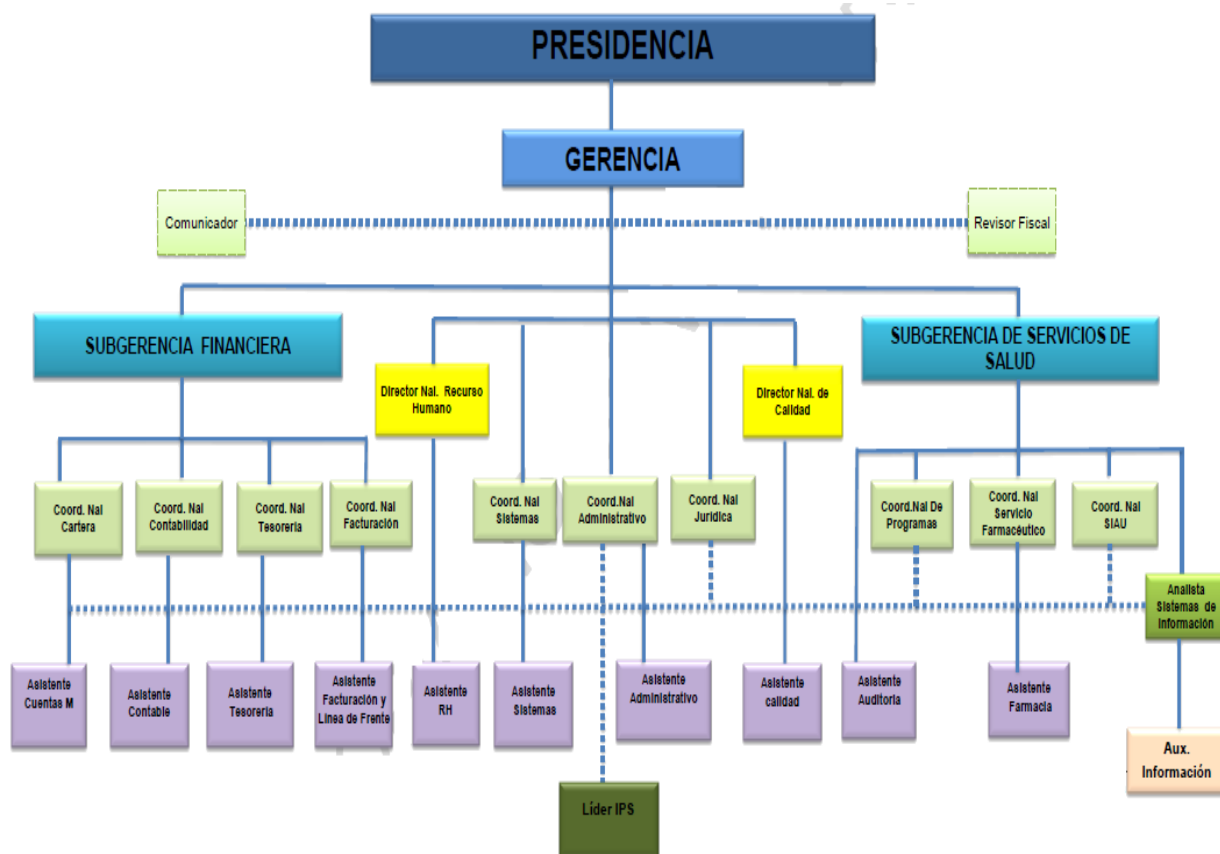 PRESIDENCIA
GERENCIA
Comunicador
Revisor Fiscal
SUBGERENCIA FINANCIERA
SUBGERENCIA DE SERVICIOS DE
SALUD
Director Nal. Recurso
Humano
Director Nal. de
Calidad
Coord. Nal
Cartera
Coord. Nal
Contabilidad
Coord. Nal
Tesoreria
Coord. Nal
Facturación
Coord. Nal
Sistemas
Coord.Nal
Administrativo
Coord. Nal
Juridica
Coord.Nal De
Programas
Coord. Nal
Servicio
Farmacéutico
Coord. Nal
SIAU
Analista
Sistemas de
Información
Asistente
Cuentas M
Asistente
Contable
Asistente
Tesoreria
Asistente
Facturación y
Linea de Frente
Asistente
RH
Asistente
Sistemas
Asistente
Administrativo
Asistente
calidad
Asistente
Auditoria
Asistente
Farmacia
Aux.
Información
Lider IPS